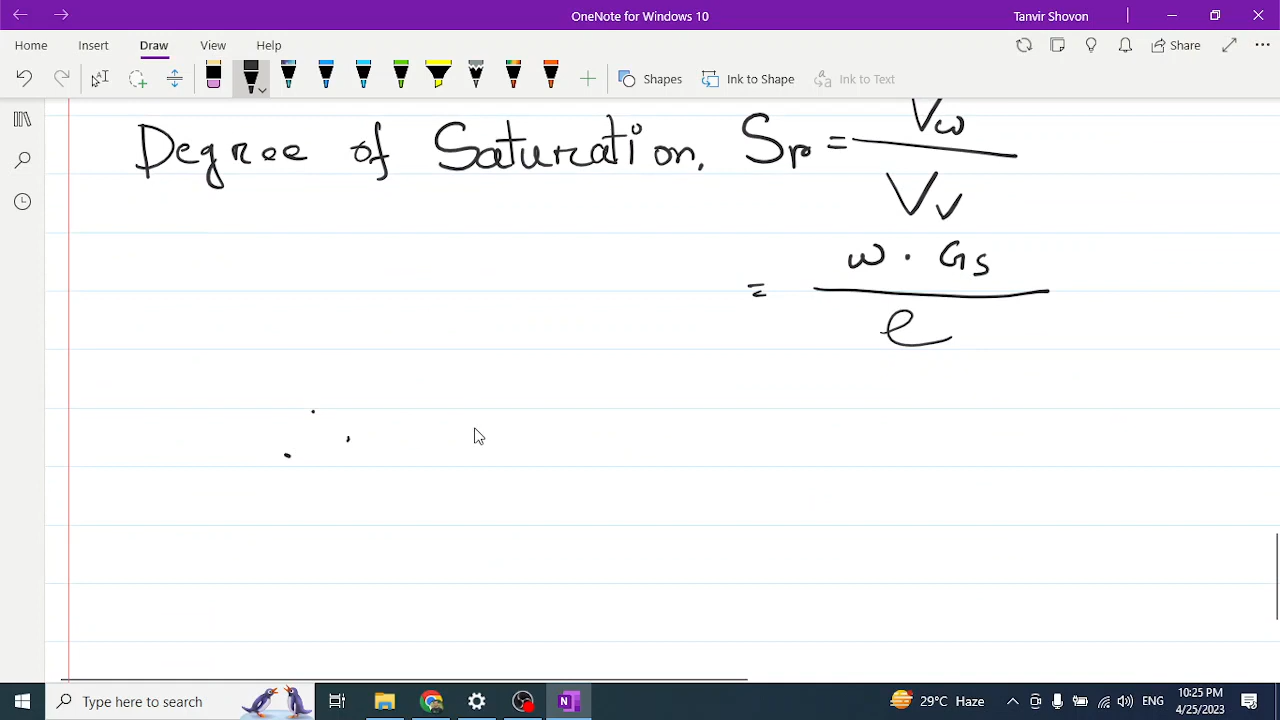 OneNote for Windows 10
Tanvir Shovon
Home Insert Draw View Help
Share
Shapes
Ink to Shape
Ink to Text
Degree of Saturation, Sr = Vω / Vv
= ω · Gs / e
Type here to search
29°C Haze
ENG
10:25 PM
4/25/2023